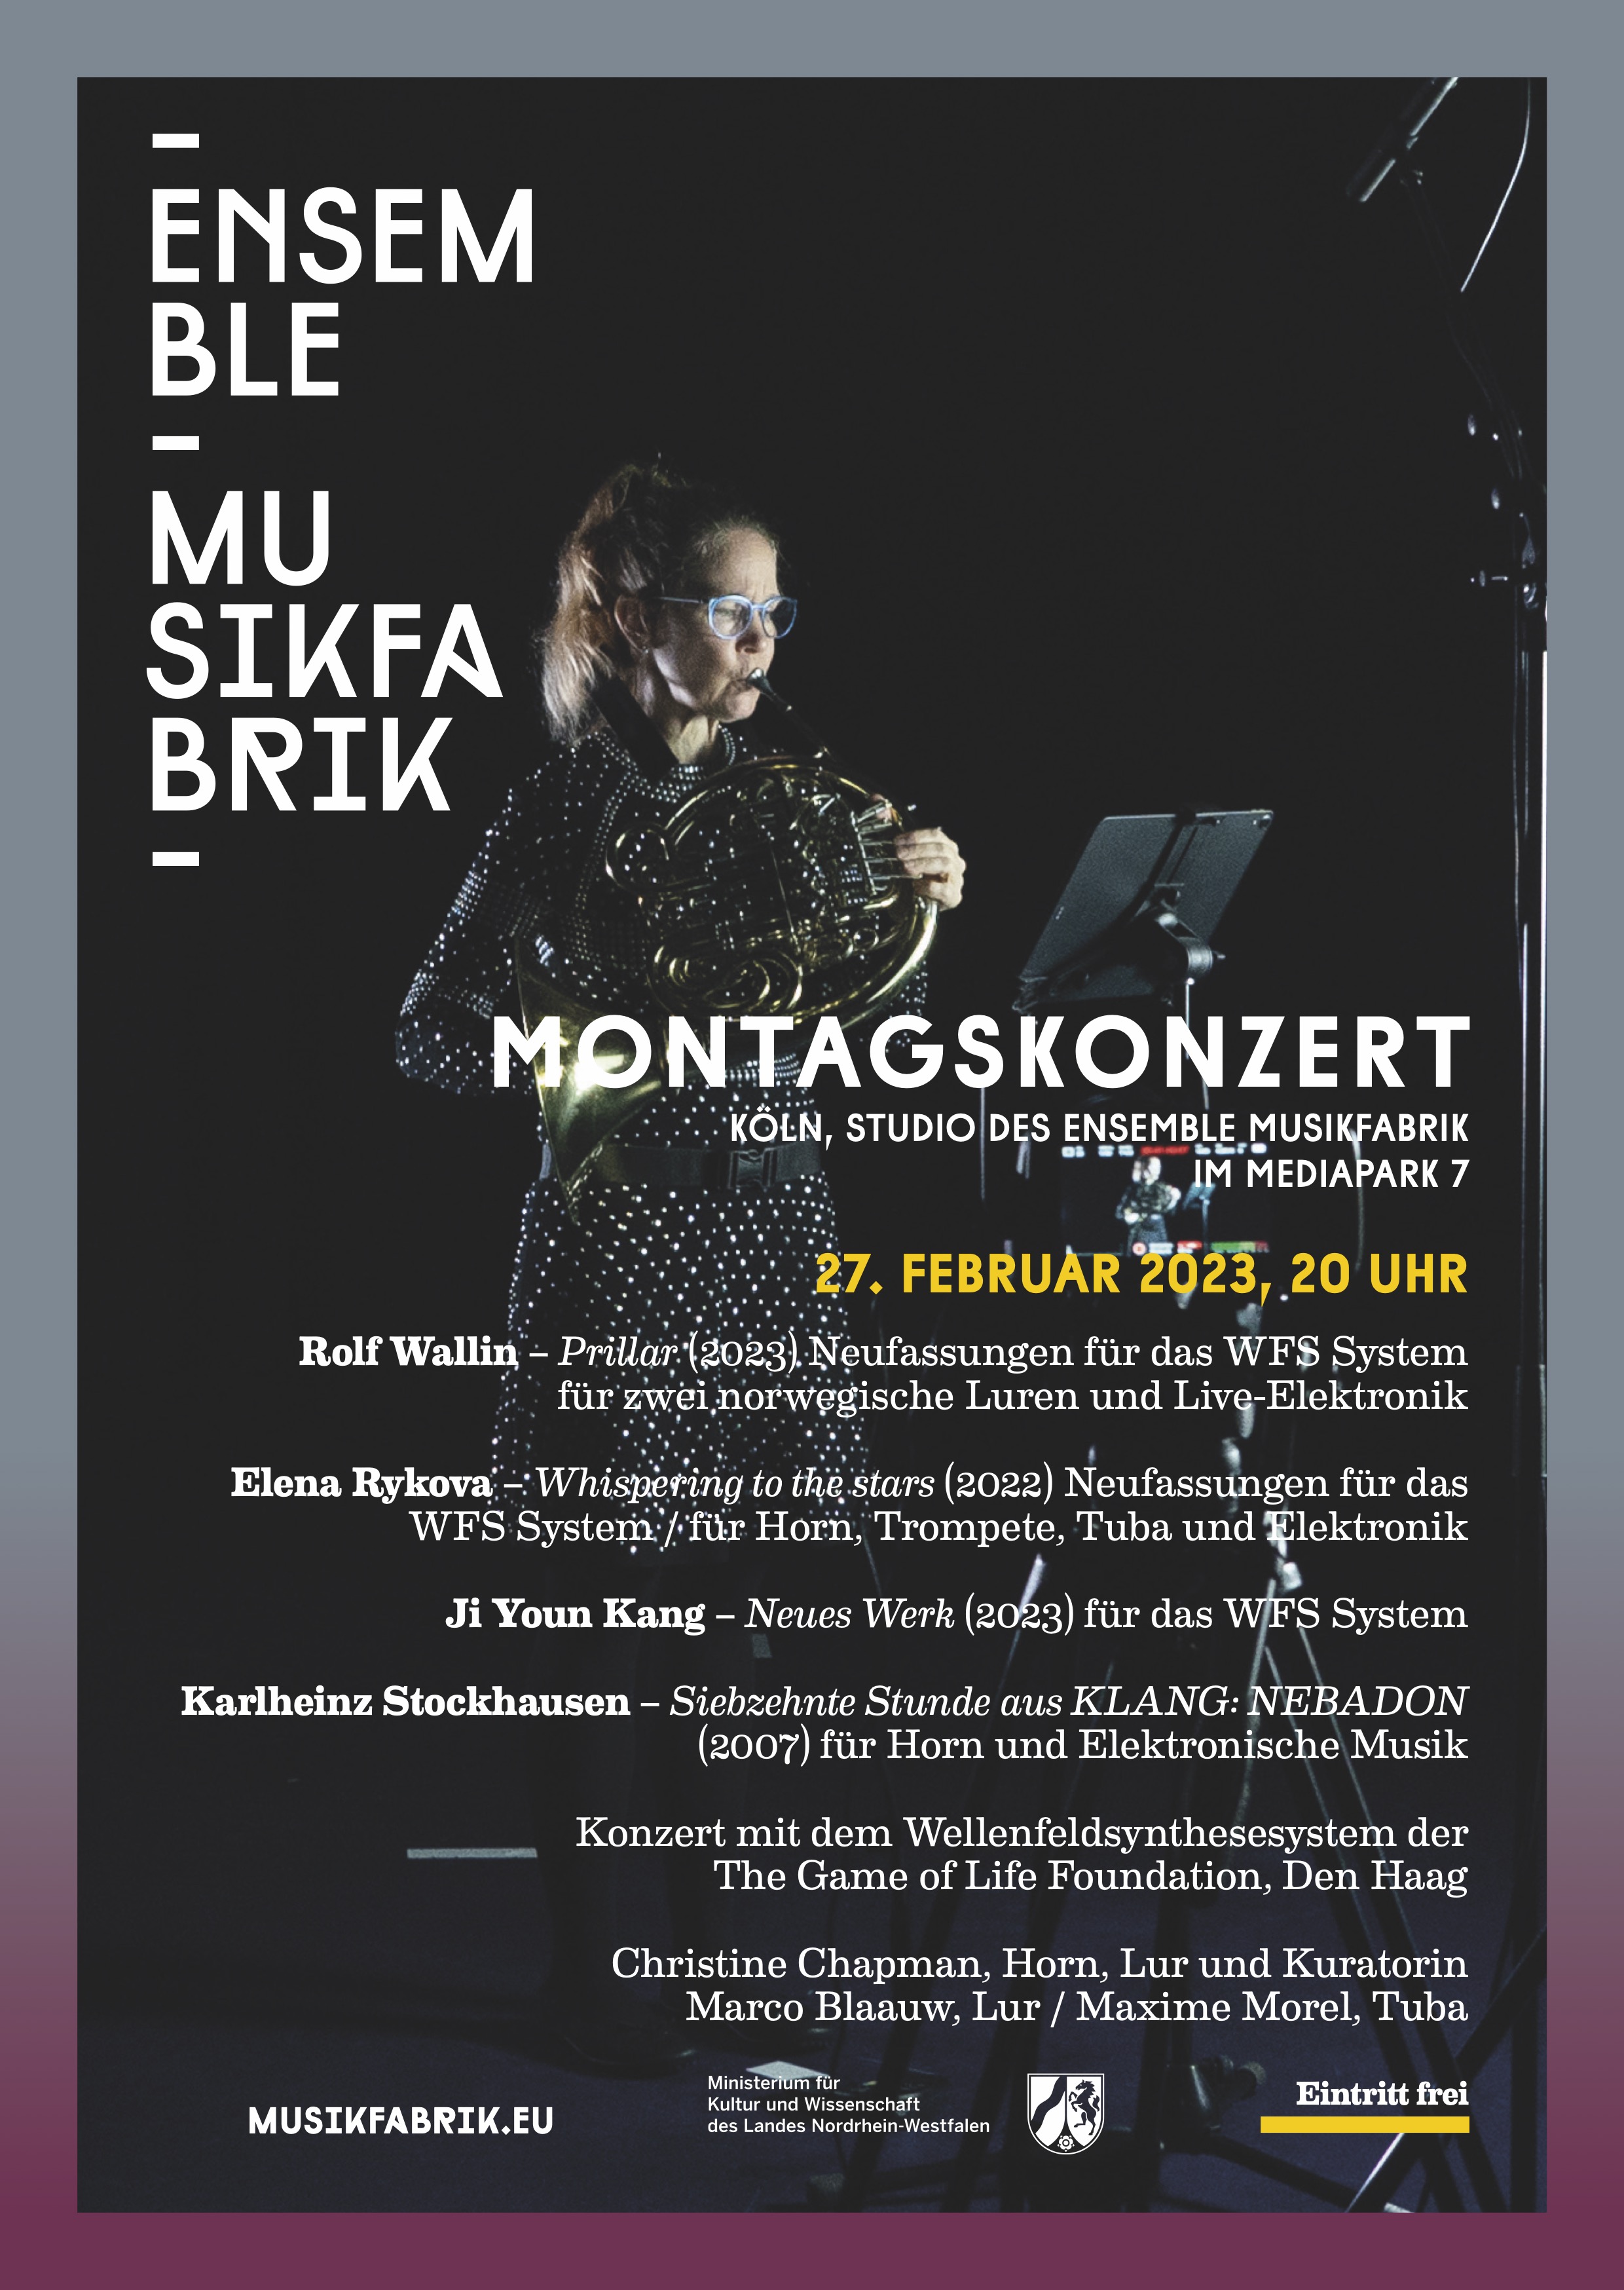 ENSEM
BLE
MU
SIKFA
BRIK
MONTAGSKONZERT
KÖLN, STUDIO DES ENSEMBLE MUSIKFABRIK
IM MEDIAPARK 7
27. FEBRUAR 2023, 20 UHR
Rolf Wallin – Prillar (2023) Neufassungen für das WFS System
für zwei norwegische Luren und Live-Elektronik
Elena Rykova – Whispering to the stars (2022) Neufassungen für das
WFS System / für Horn, Trompete, Tuba und Elektronik
Ji Youn Kang – Neues Werk (2023) für das WFS System
Karlheinz Stockhausen – Siebzehnte Stunde aus KLANG: NEBADON
(2007) für Horn und Elektronische Musik
Konzert mit dem Wellenfeldsynthesesystem der
The Game of Life Foundation, Den Haag
Christine Chapman, Horn, Lur und Kuratorin
Marco Blaauw, Lur / Maxime Morel, Tuba
MUSIKFABRIK.EU
Ministerium für
Kultur und Wissenschaft
des Landes Nordrhein-Westfalen
Eintritt frei